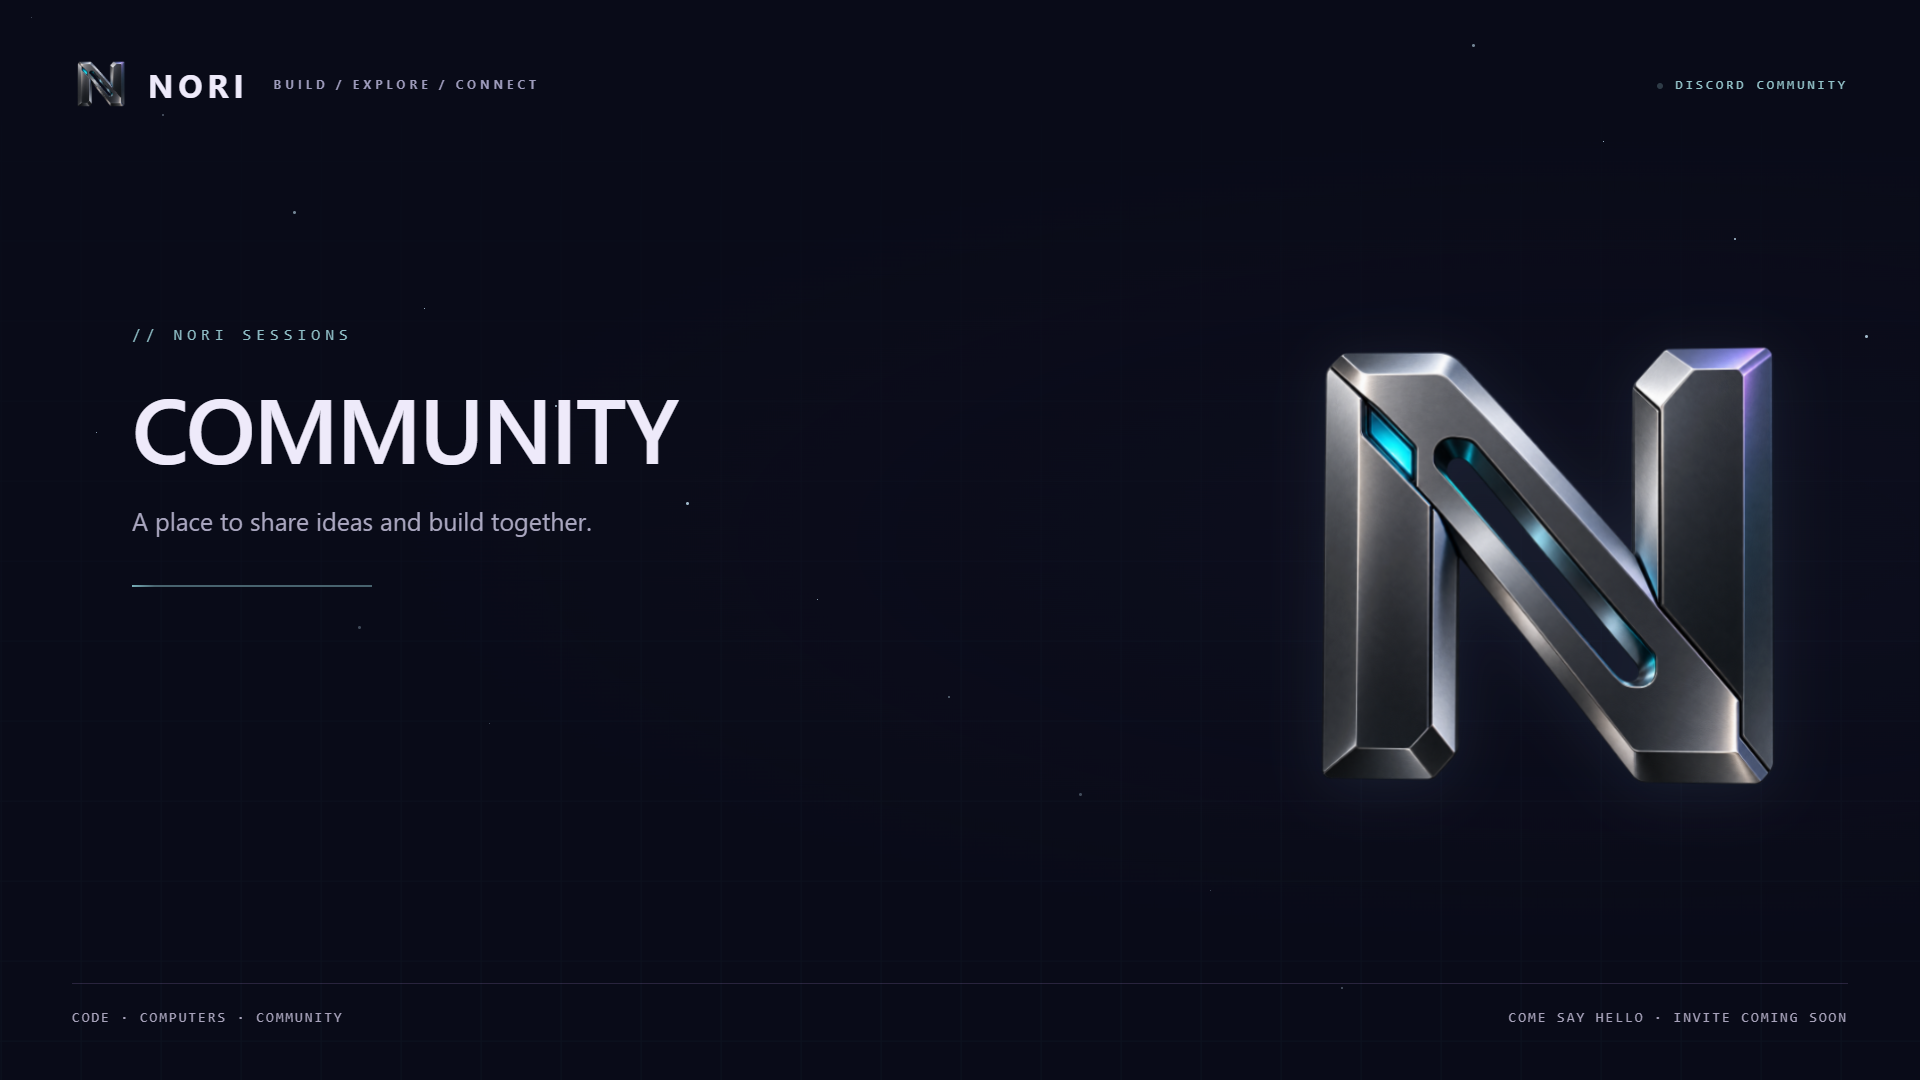 NORI
BUILD / EXPLORE / CONNECT
DISCORD COMMUNITY
// NORI SESSIONS
COMMUNITY
A place to share ideas and build together.
CODE · COMPUTERS · COMMUNITY
COME SAY HELLO · INVITE COMING SOON